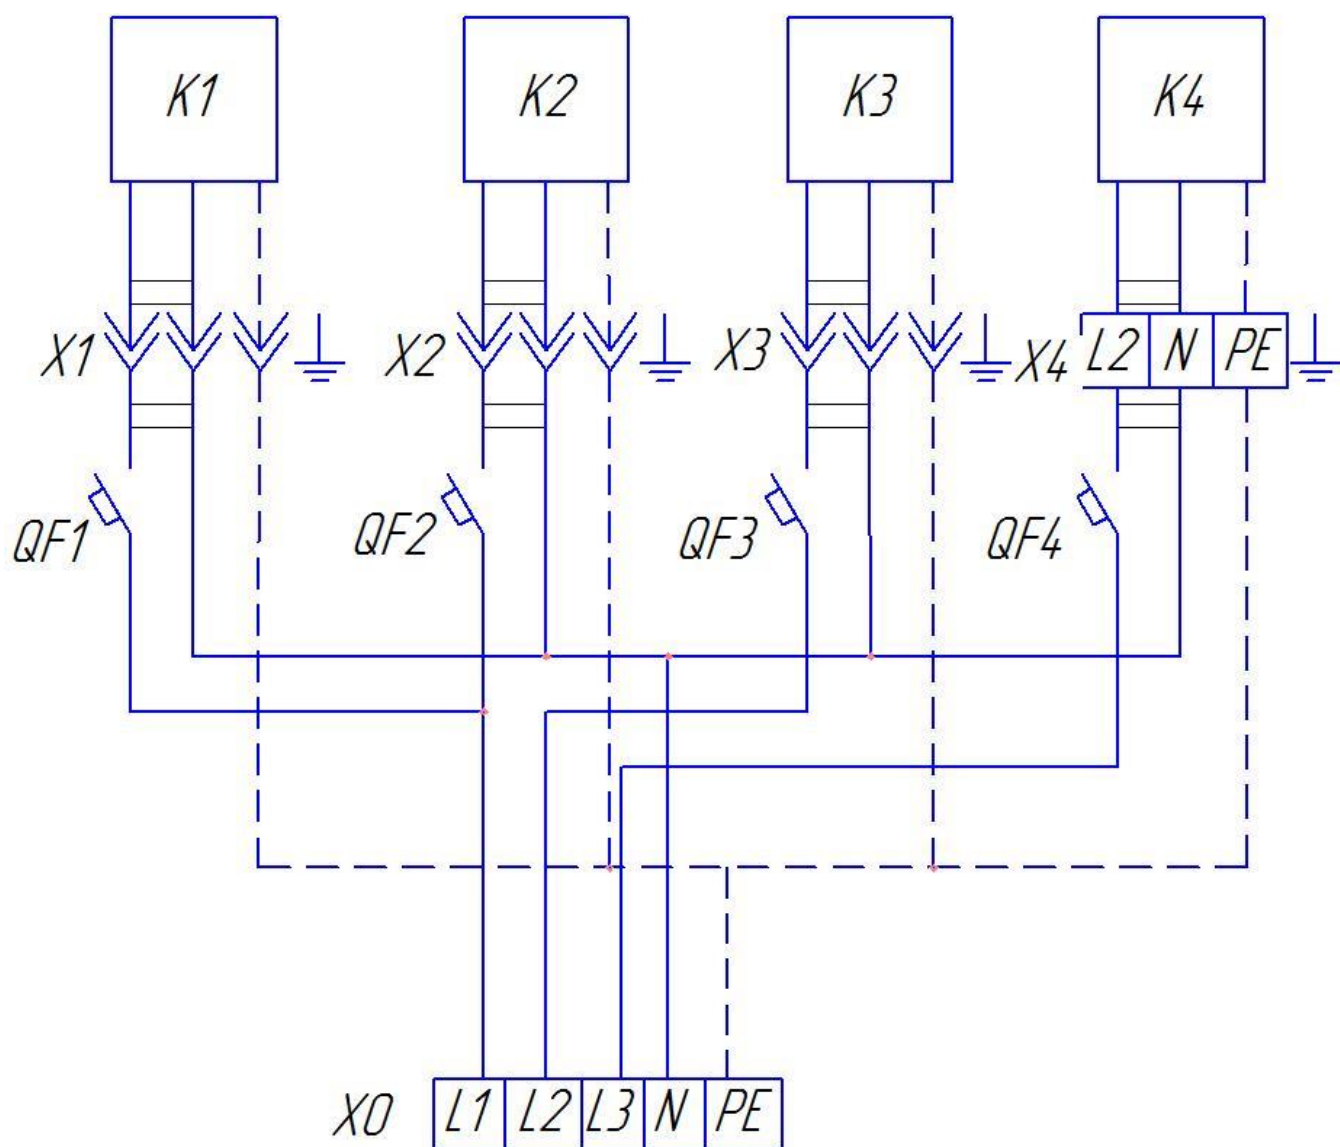 K1 K2 K3 K4
X1 X2 X3 X4 L2 N PE
QF1 QF2 QF3 QF4
X0 L1 L2 L3 N PE